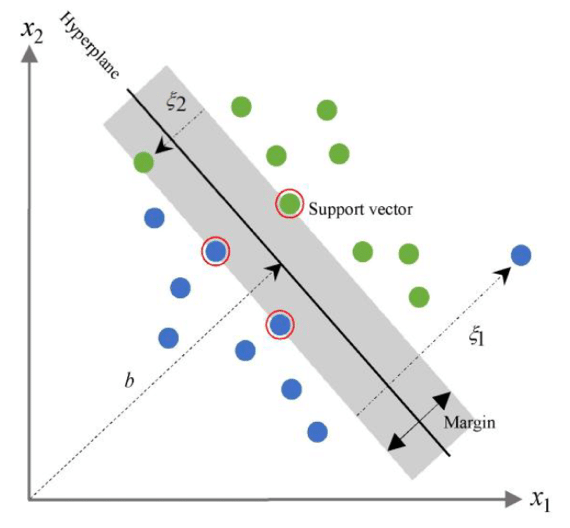 x2
Hyperplane
ξ2
Support vector
ξ1
b
Margin
x1